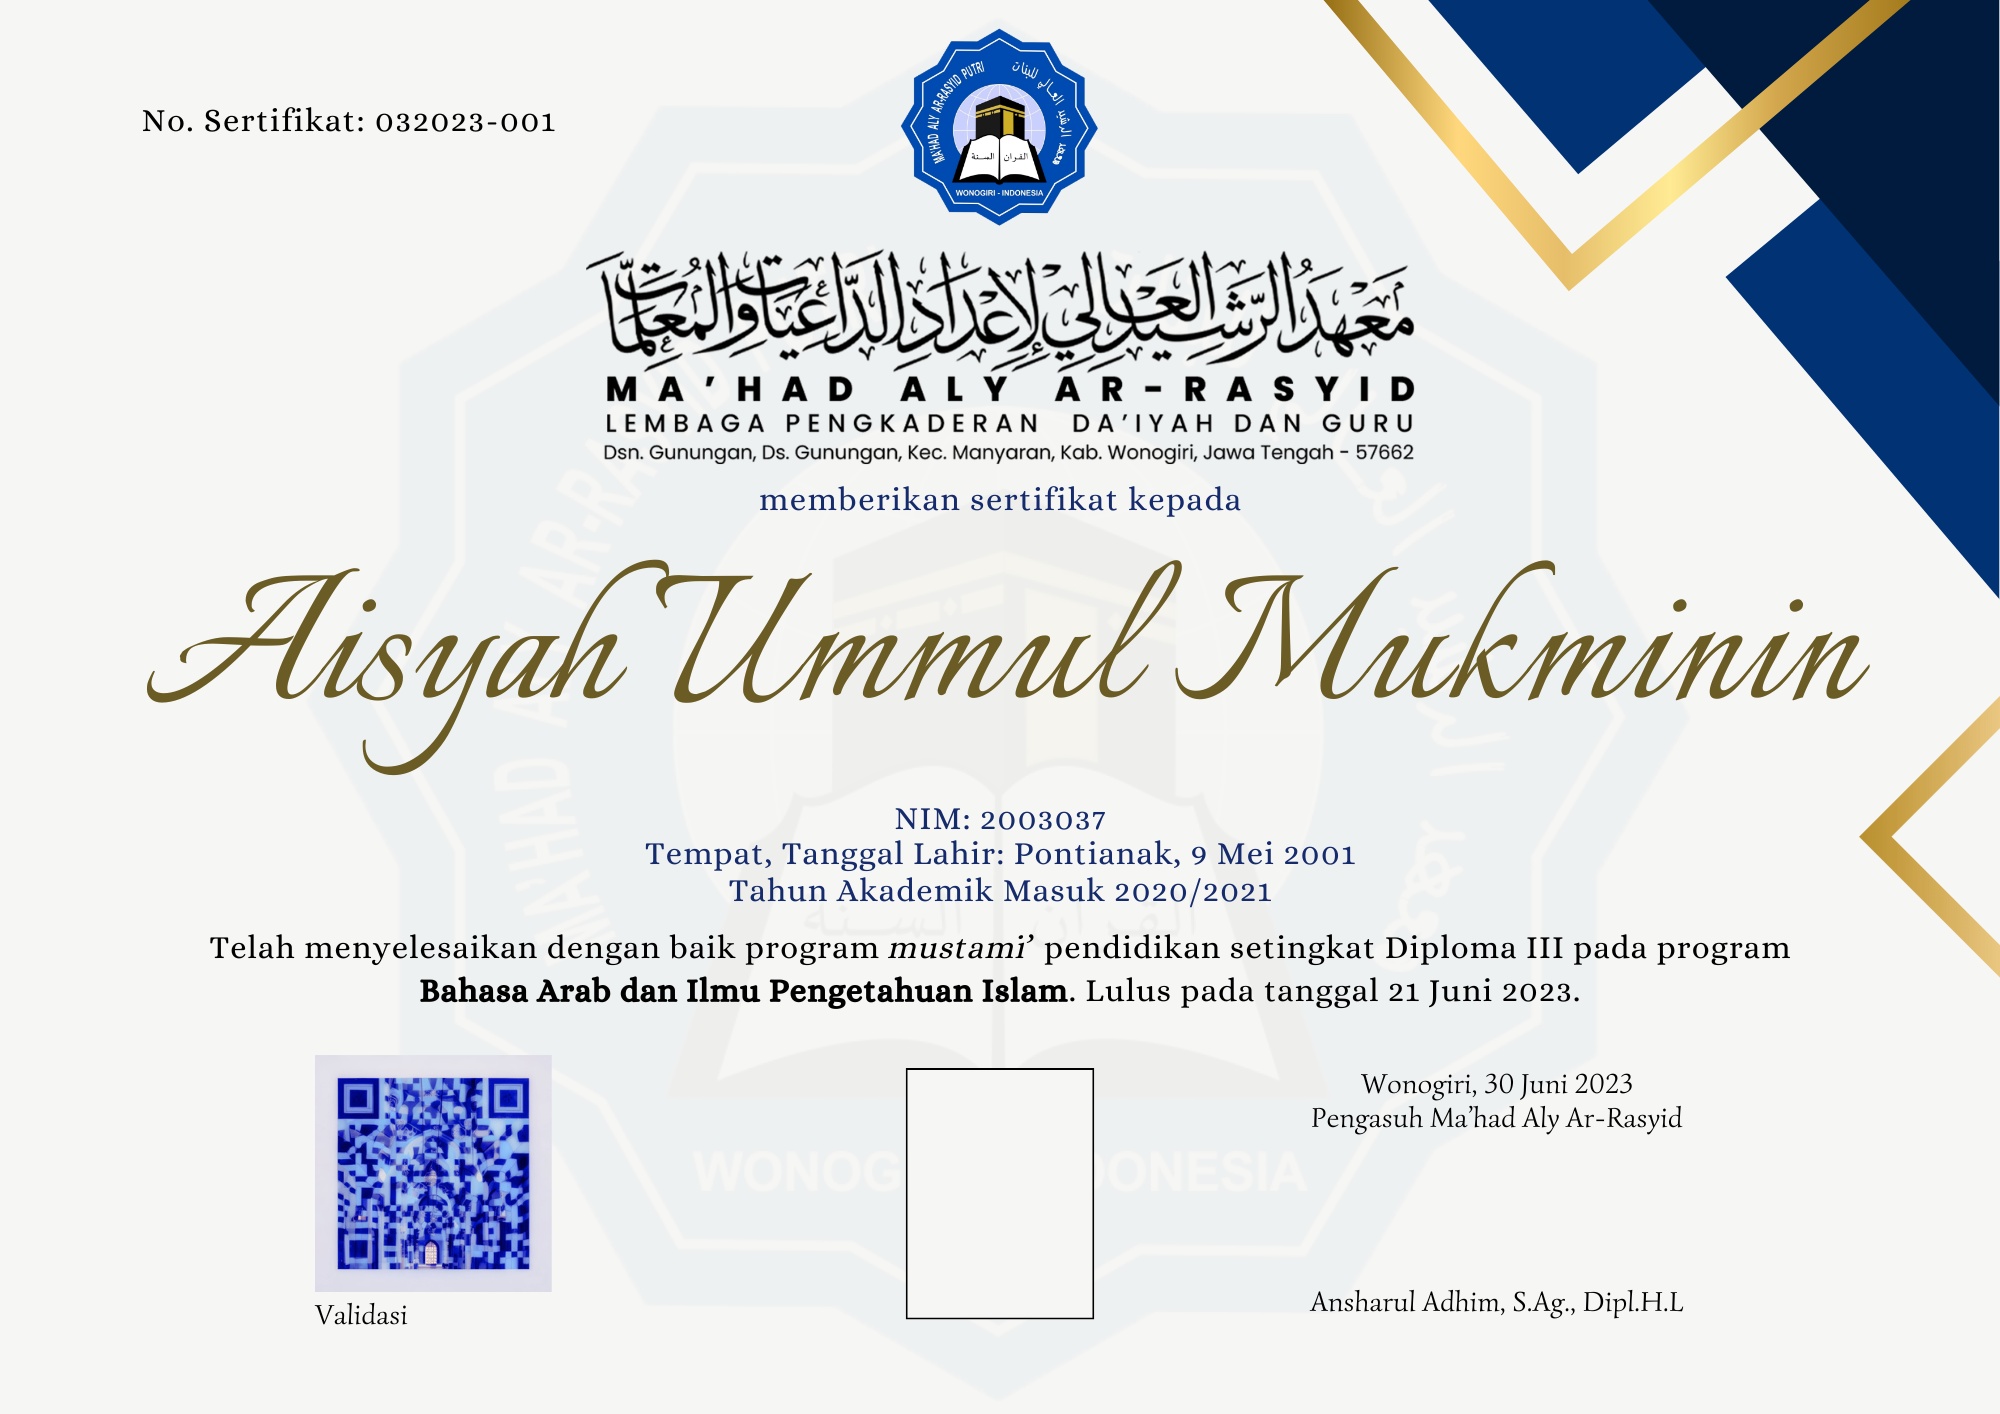 No. Sertifikat: 032023-001
MA'HAD ALY AR-RASYID PUTRI
معهد الرشيد العالي للبنات
القرآن
السنة
WONOGIRI - INDONESIA
معهد الرشيد العالي لإعداد الداعيات والمعلمات
MA'HAD ALY AR-RASYID
LEMBAGA PENGKADERAN DA'IYAH DAN GURU
Dsn. Gunungan, Ds. Gunungan, Kec. Manyaran, Kab. Wonogiri, Jawa Tengah - 57662
memberikan sertifikat kepada
Aisyah Ummul Mukminin
NIM: 2003037
Tempat, Tanggal Lahir: Pontianak, 9 Mei 2001
Tahun Akademik Masuk 2020/2021
Telah menyelesaikan dengan baik program mustami' pendidikan setingkat Diploma III pada program
Bahasa Arab dan Ilmu Pengetahuan Islam. Lulus pada tanggal 21 Juni 2023.
Validasi
Wonogiri, 30 Juni 2023
Pengasuh Ma'had Aly Ar-Rasyid
Ansharul Adhim, S.Ag., Dipl.H.L